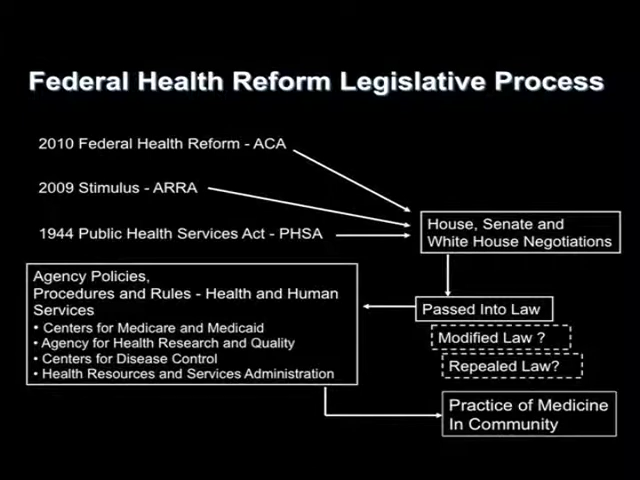 Federal Health Reform Legislative Process
2010 Federal Health Reform - ACA
2009 Stimulus - ARRA
1944 Public Health Services Act - PHSA
House, Senate and
White House Negotiations
Agency Policies,
Procedures and Rules - Health and Human
Services
• Centers for Medicare and Medicaid
• Agency for Health Research and Quality
• Centers for Disease Control
• Health Resources and Services Administration
Passed Into Law
Modified Law ?
Repealed Law?
Practice of Medicine
In Community